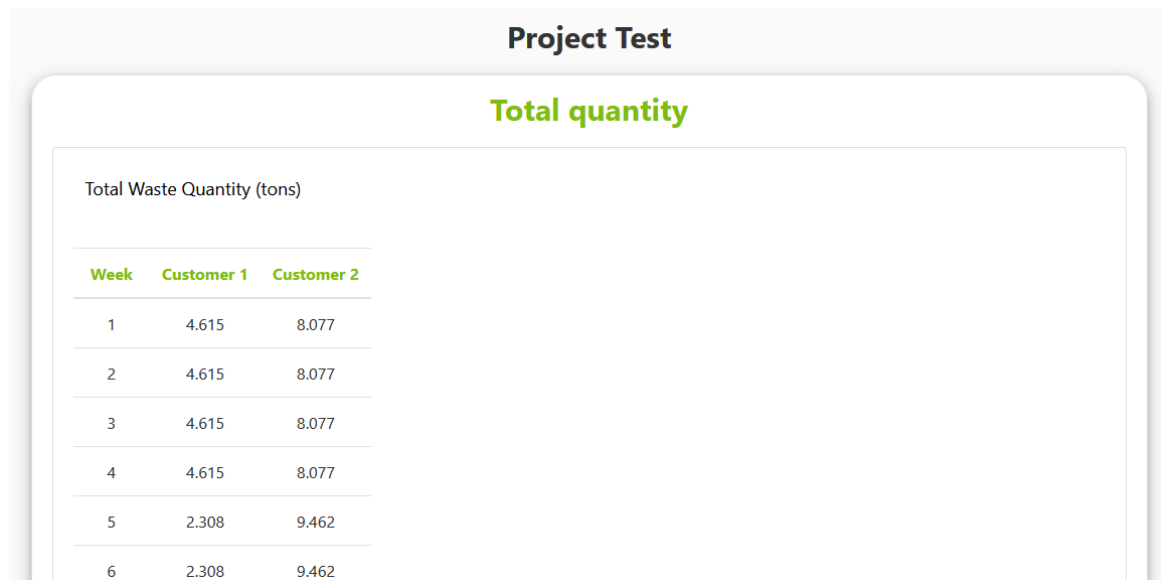 Project Test
Total quantity
Total Waste Quantity (tons)
Week Customer 1 Customer 2
1 4.615 8.077
2 4.615 8.077
3 4.615 8.077
4 4.615 8.077
5 2.308 9.462
6 2.308 9.462